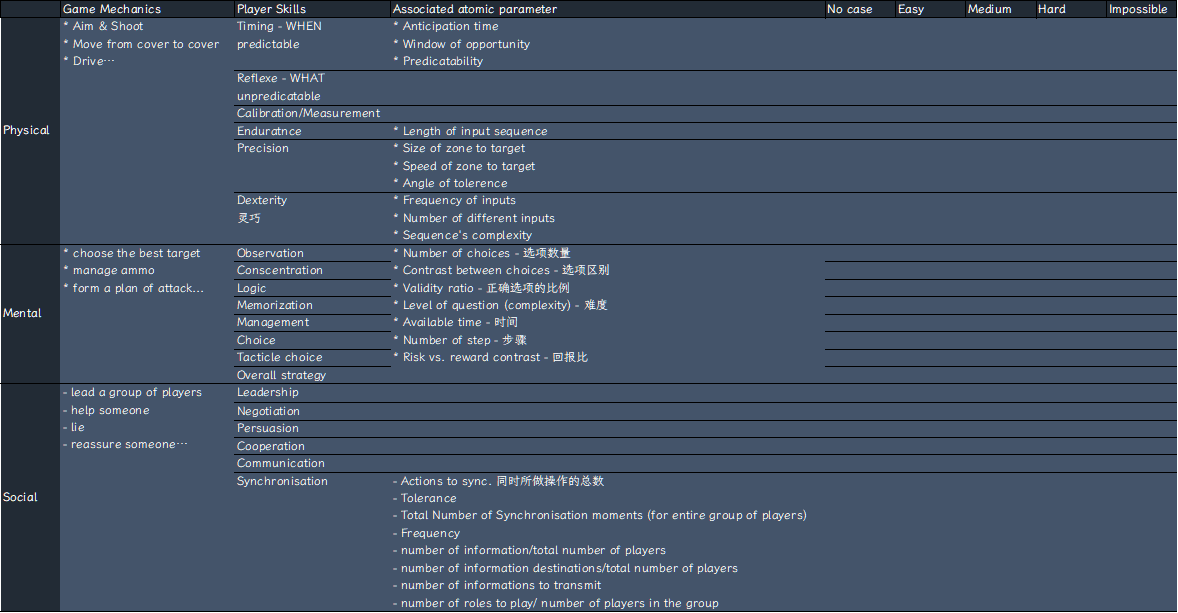 Game Mechanics Player Skills Associated atomic parameter No case Easy Medium Hard Impossible
Physical
* Aim & Shoot
* Move from cover to cover
* Drive…
Timing - WHEN
predictable
* Anticipation time
* Window of opportunity
* Predicatability
Reflexe - WHAT
unpredicatable
Calibration/Measurement
Enduratnce
* Length of input sequence
Precision
* Size of zone to target
* Speed of zone to target
* Angle of tolerence
Dexterity
灵巧
* Frequency of inputs
* Number of different inputs
* Sequence's complexity
Mental
* choose the best target
* manage ammo
* form a plan of attack...
Observation
Conscentration
Logic
Memorization
Management
Choice
Tacticle choice
Overall strategy
* Number of choices - 选项数量
* Contrast between choices - 选项区别
* Validity ratio - 正确选项的比例
* Level of question (complexity) - 难度
* Available time - 时间
* Number of step - 步骤
* Risk vs. reward contrast - 回报比
Social
- lead a group of players
- help someone
- lie
- reassure someone…
Leadership
Negotiation
Persuasion
Cooperation
Communication
Synchronisation
- Actions to sync. 同时所做操作的总数
- Tolerance
- Total Number of Synchronisation moments (for entire group of players)
- Frequency
- number of information/total number of players
- number of information destinations/total number of players
- number of informations to transmit
- number of roles to play/ number of players in the group